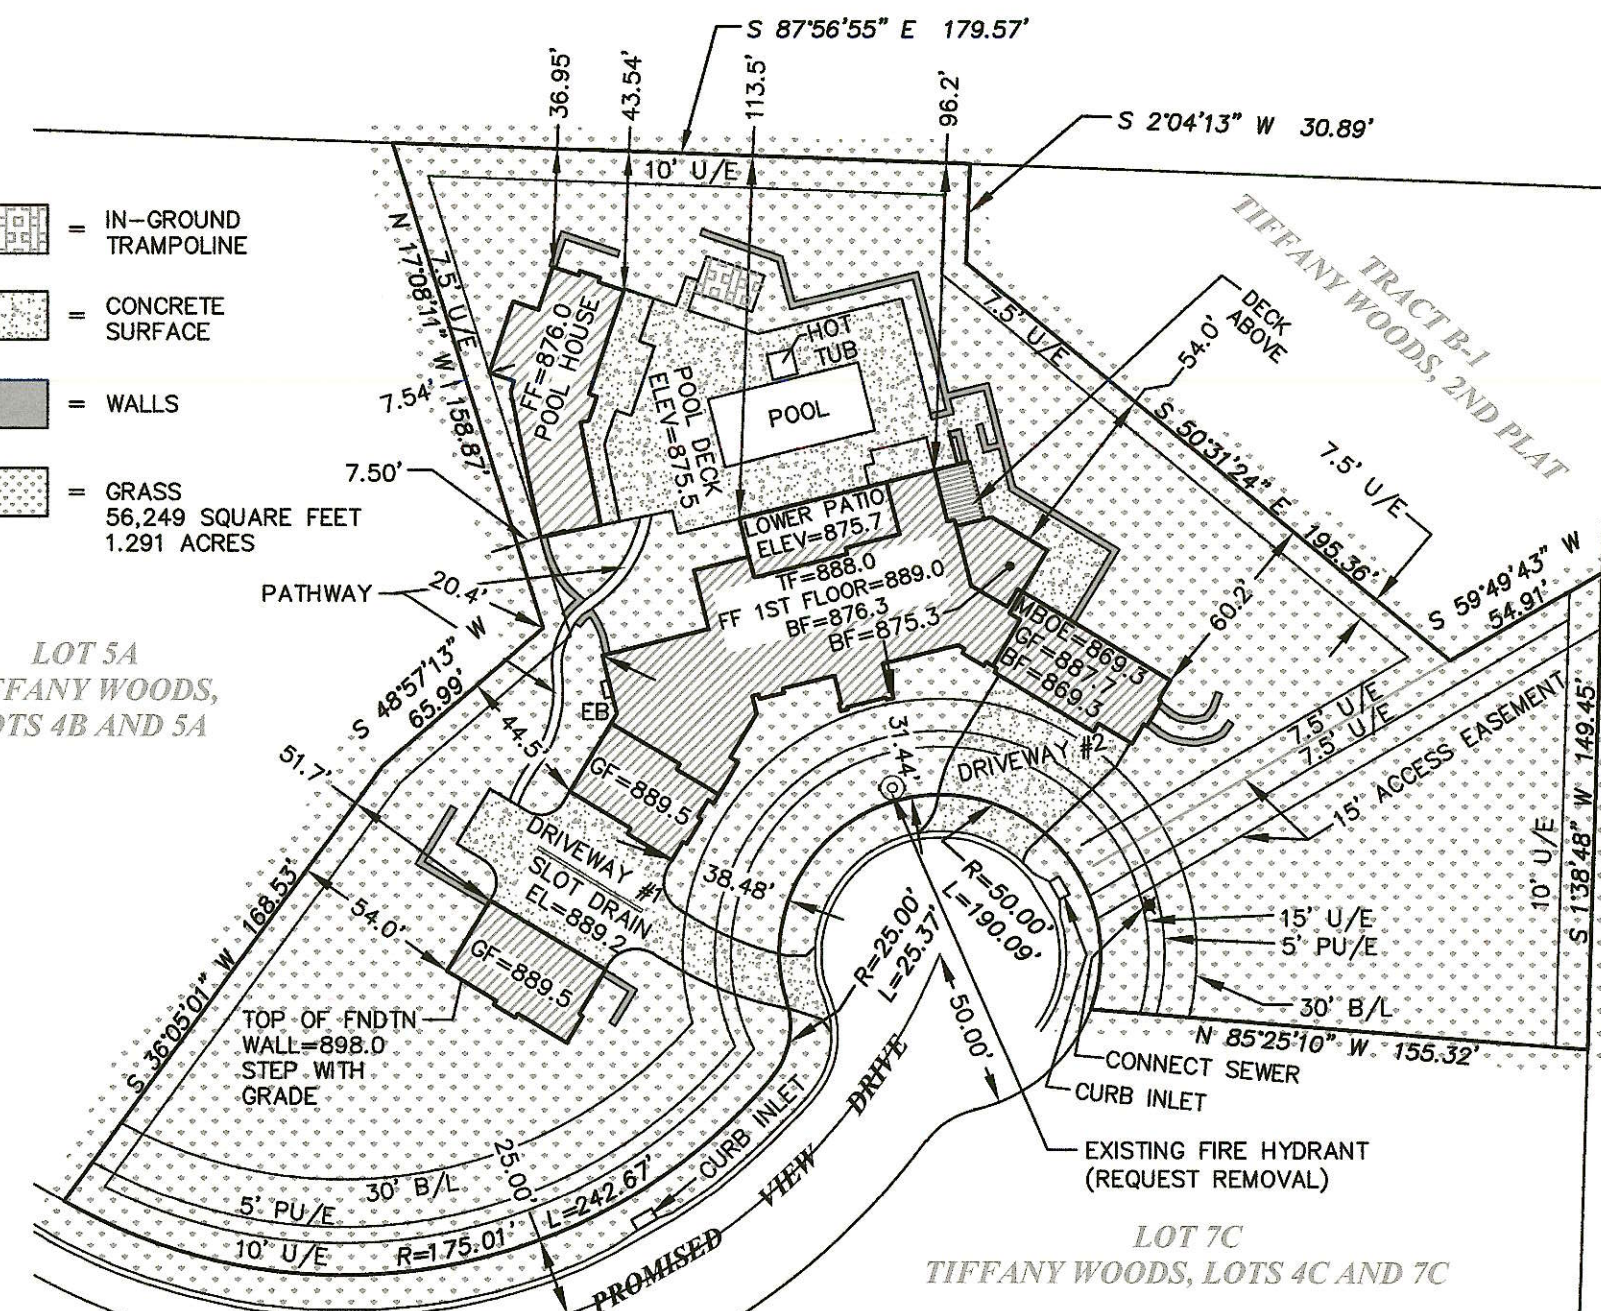 S 87°56'55" E 179.57'
36.95'
43.54'
113.5'
96.2'
S 2°04'13" W 30.89'
10' U/E
= IN-GROUND
TRAMPOLINE
= CONCRETE
SURFACE
= WALLS
= GRASS
56,249 SQUARE FEET
1.291 ACRES
N 17°08'11" W 158.87'
7.5' U/E
7.54'
7.50'
FF=876.0
POOL HOUSE
HOT
TUB
POOL
POOL DECK
ELEV=875.5
7.5' U/E
DECK
ABOVE
54.0'
TRACT B-1
TIFFANY WOODS, 2ND PLAT
S 50°31'24" E 195.36'
7.5' U/E
S 59°49'43" W
54.91'
LOWER PATIO
ELEV=875.7
TF=888.0
FF 1ST FLOOR=889.0
BF=876.3
BF=875.3
MBOE=869.3
GF=887.7
BF=869.3
60.2'
PATHWAY
20.4'
LOT 5A
FFANY WOODS,
OTS 4B AND 5A
S 48°57'13" W
65.99'
51.7'
44.5'
EB
GF=889.5
31.44'
DRIVEWAY #2
7.5' U/E
7.5' U/E
15' ACCESS EASEMENT
10' U/E
S 1°38'48" W 149.45'
DRIVEWAY #1
SLOT DRAIN
EL=889.2
38.48'
54.0'
GF=889.5
S 36°05'01" W 168.53'
R=50.00'
L=190.09'
R=25.00'
L=25.37'
50.00'
15' U/E
5' PU/E
30' B/L
N 85°25'10" W 155.32'
TOP OF FNDTN
WALL=898.0
STEP WITH
GRADE
CONNECT SEWER
CURB INLET
EXISTING FIRE HYDRANT
(REQUEST REMOVAL)
CURB INLET
25.00'
30' B/L
5' PU/E
10' U/E
R=175.01'
L=242.67'
PROMISED VIEW DRIVE
LOT 7C
TIFFANY WOODS, LOTS 4C AND 7C